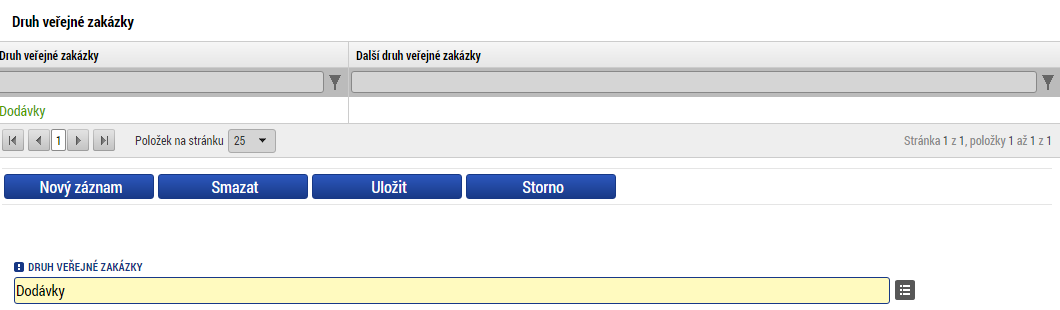 Druh veřejné zakázky
Druh veřejné zakázky Další druh veřejné zakázky
Dodávky
1 Položek na stránku 25 Stránka 1 z 1, položky 1 až 1 z 1
Nový záznam Smazat Uložit Storno
DRUH VEŘEJNÉ ZAKÁZKY
Dodávky